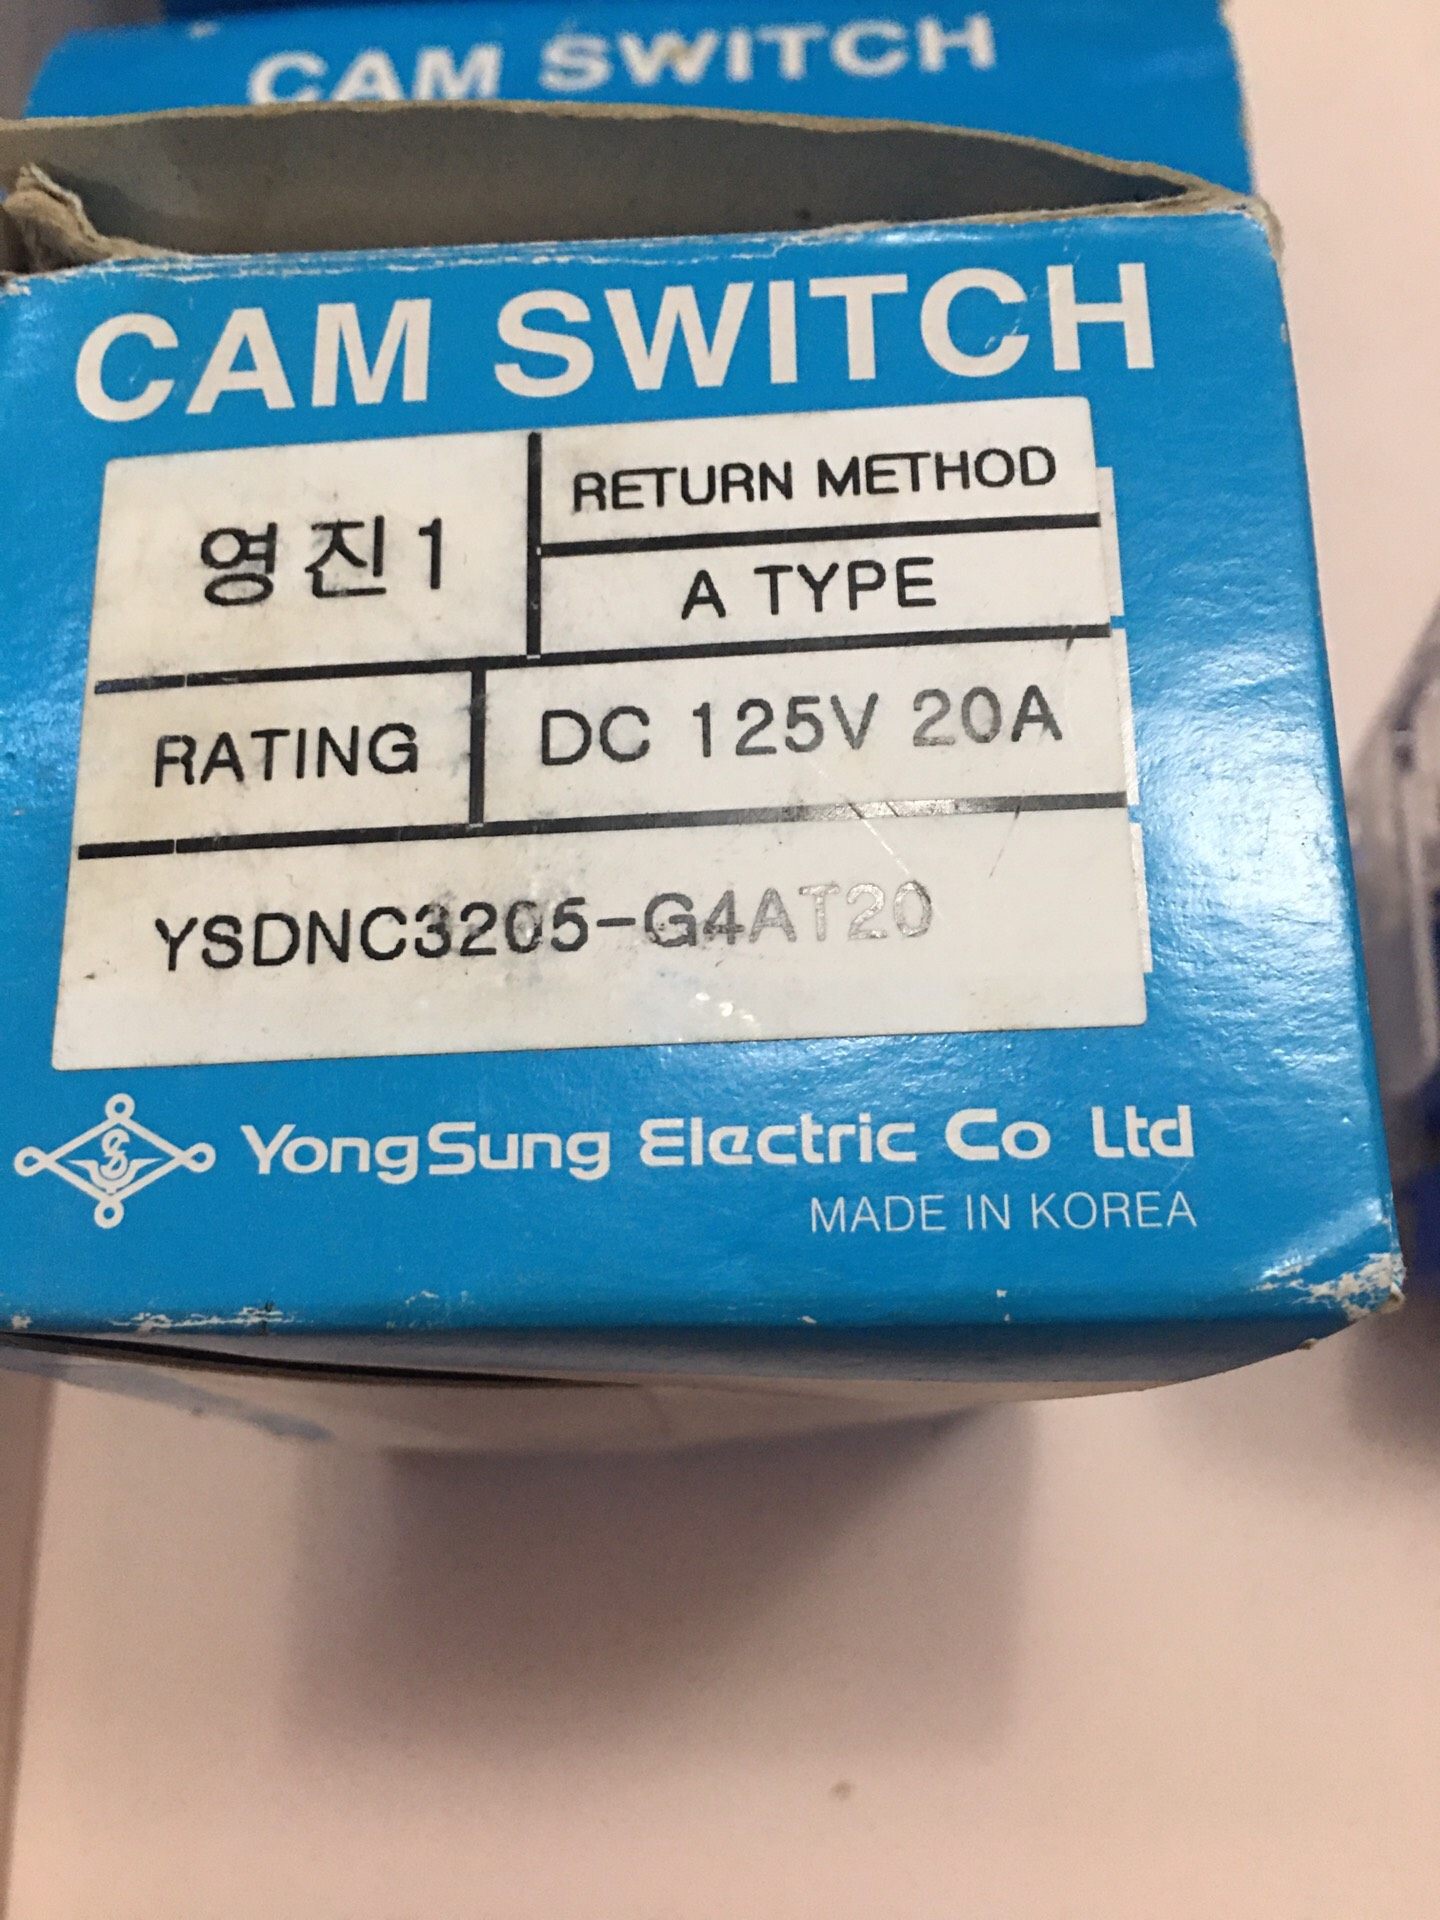 CAM SWITCH
CAM SWITCH
영진1
RETURN METHOD
A TYPE
RATING
DC 125V 20A
YSDNC3205-G4AT20
YongSung Electric Co Ltd
MADE IN KOREA